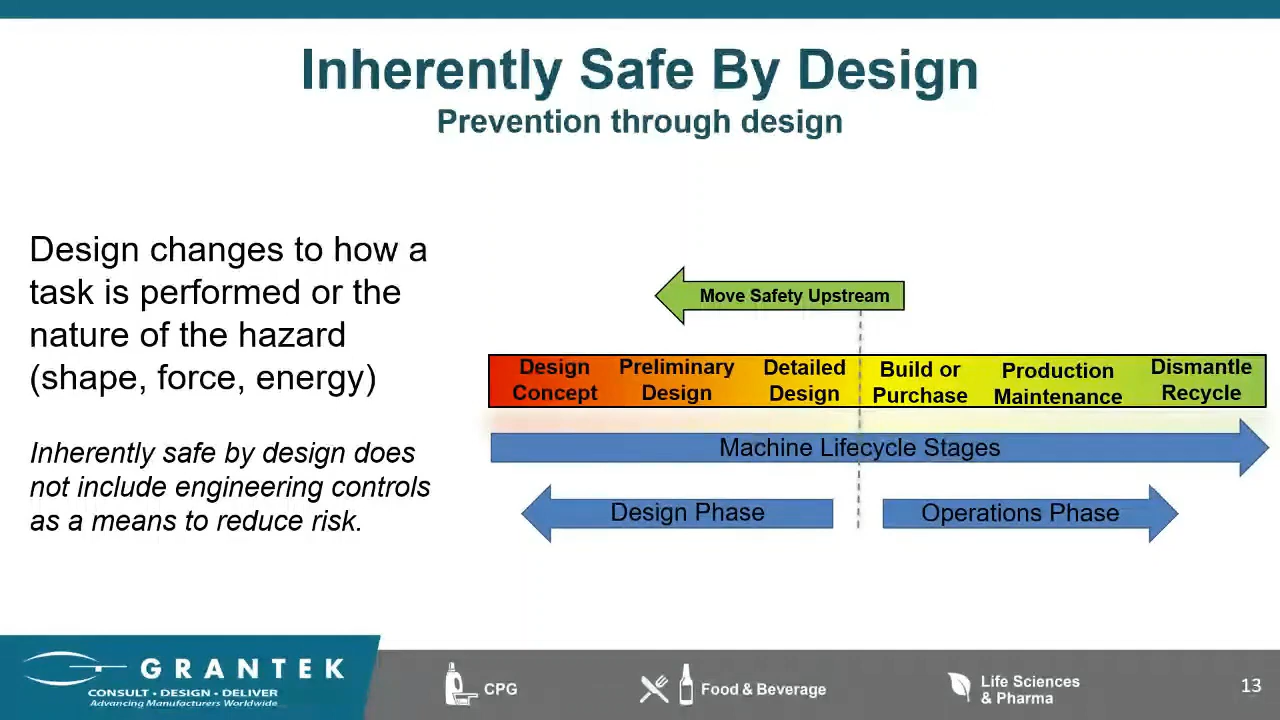 Inherently Safe By Design
Prevention through design
Design changes to how a
task is performed or the
nature of the hazard
(shape, force, energy)
Inherently safe by design does
not include engineering controls
as a means to reduce risk.
Move Safety Upstream
Design
Concept
Preliminary
Design
Detailed
Design
Build or
Purchase
Production
Maintenance
Dismantle
Recycle
Machine Lifecycle Stages
Design Phase
Operations Phase
GRANTEK
CONSULT • DESIGN • DELIVER
Advancing Manufacturers Worldwide
CPG
Food & Beverage
Life Sciences
& Pharma
13